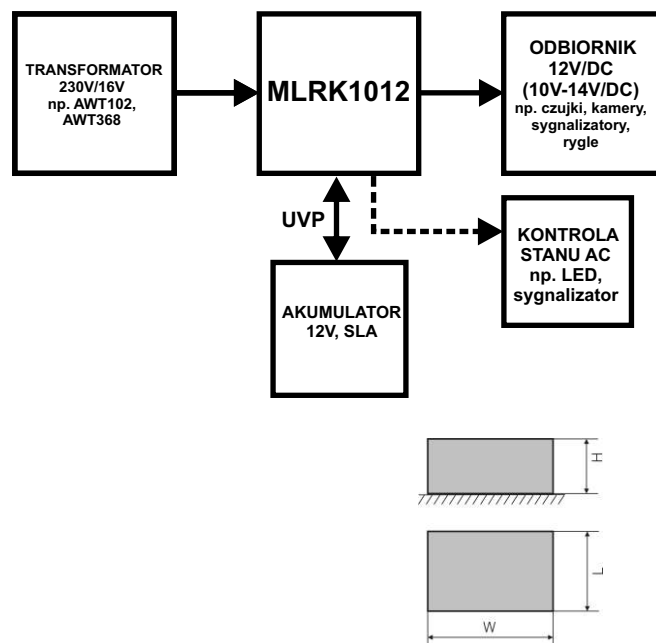 TRANSFORMATOR
230V/16V
np. AWT102,
AWT368
MLRK1012
ODBIORNIK
12V/DC
(10V-14V/DC)
np. czujki, kamery,
sygnalizatory,
rygle
UVP
KONTROLA
STANU AC
np. LED,
sygnalizator
AKUMULATOR
12V, SLA
H
L
W